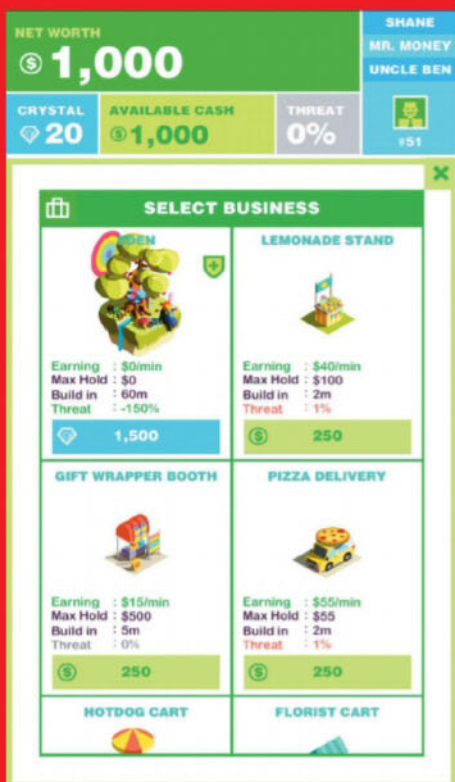 NET WORTH
$ 1,000
SHANE
MR. MONEY
UNCLE BEN
CRYSTAL
20
AVAILABLE CASH
$ 1,000
THREAT
0%
#51
SELECT BUSINESS
EDEN
Earning : $0/min
Max Hold : $0
Build in : 60m
Threat : -150%
1,500
LEMONADE STAND
Earning : $40/min
Max Hold : $100
Build in : 2m
Threat : 1%
$ 250
GIFT WRAPPER BOOTH
Earning : $15/min
Max Hold : $500
Build in : 5m
Threat : 0%
$ 250
PIZZA DELIVERY
Earning : $55/min
Max Hold : $55
Build in : 2m
Threat : 1%
$ 250
HOTDOG CART
FLORIST CART